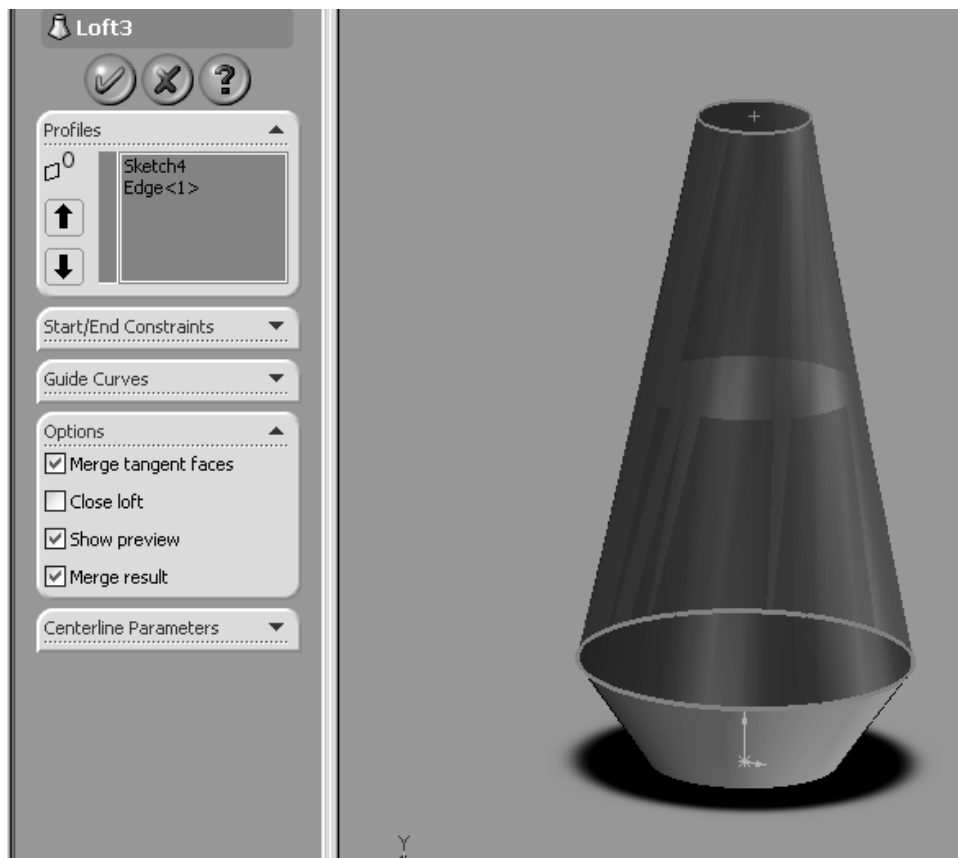 Loft3
?
Profiles
0
Sketch4
Edge<1>
Start/End Constraints
Guide Curves
Options
Merge tangent faces
Close loft
Show preview
Merge result
Centerline Parameters
Y